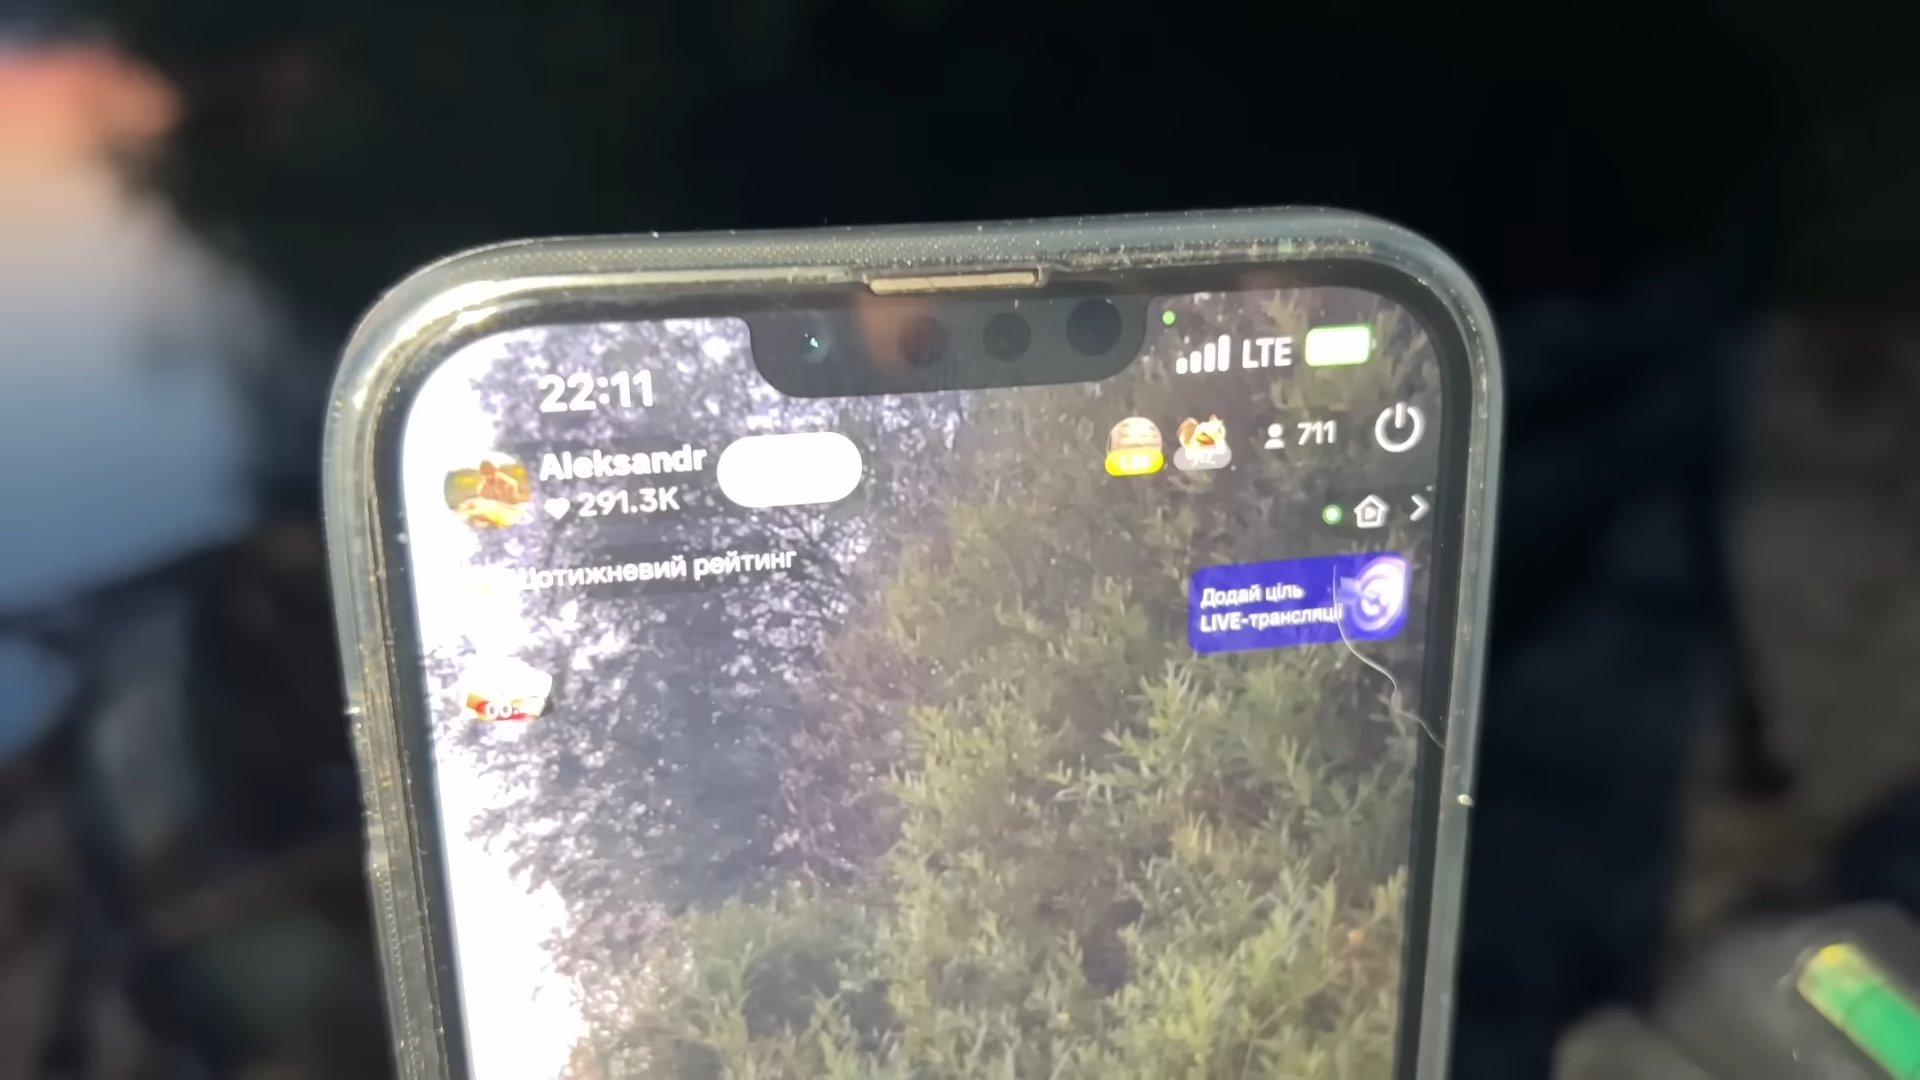 22:11
LTE
Aleksandr
291.3K
711
Щотижневий рейтинг
Додай ціль
LIVE-трансляції